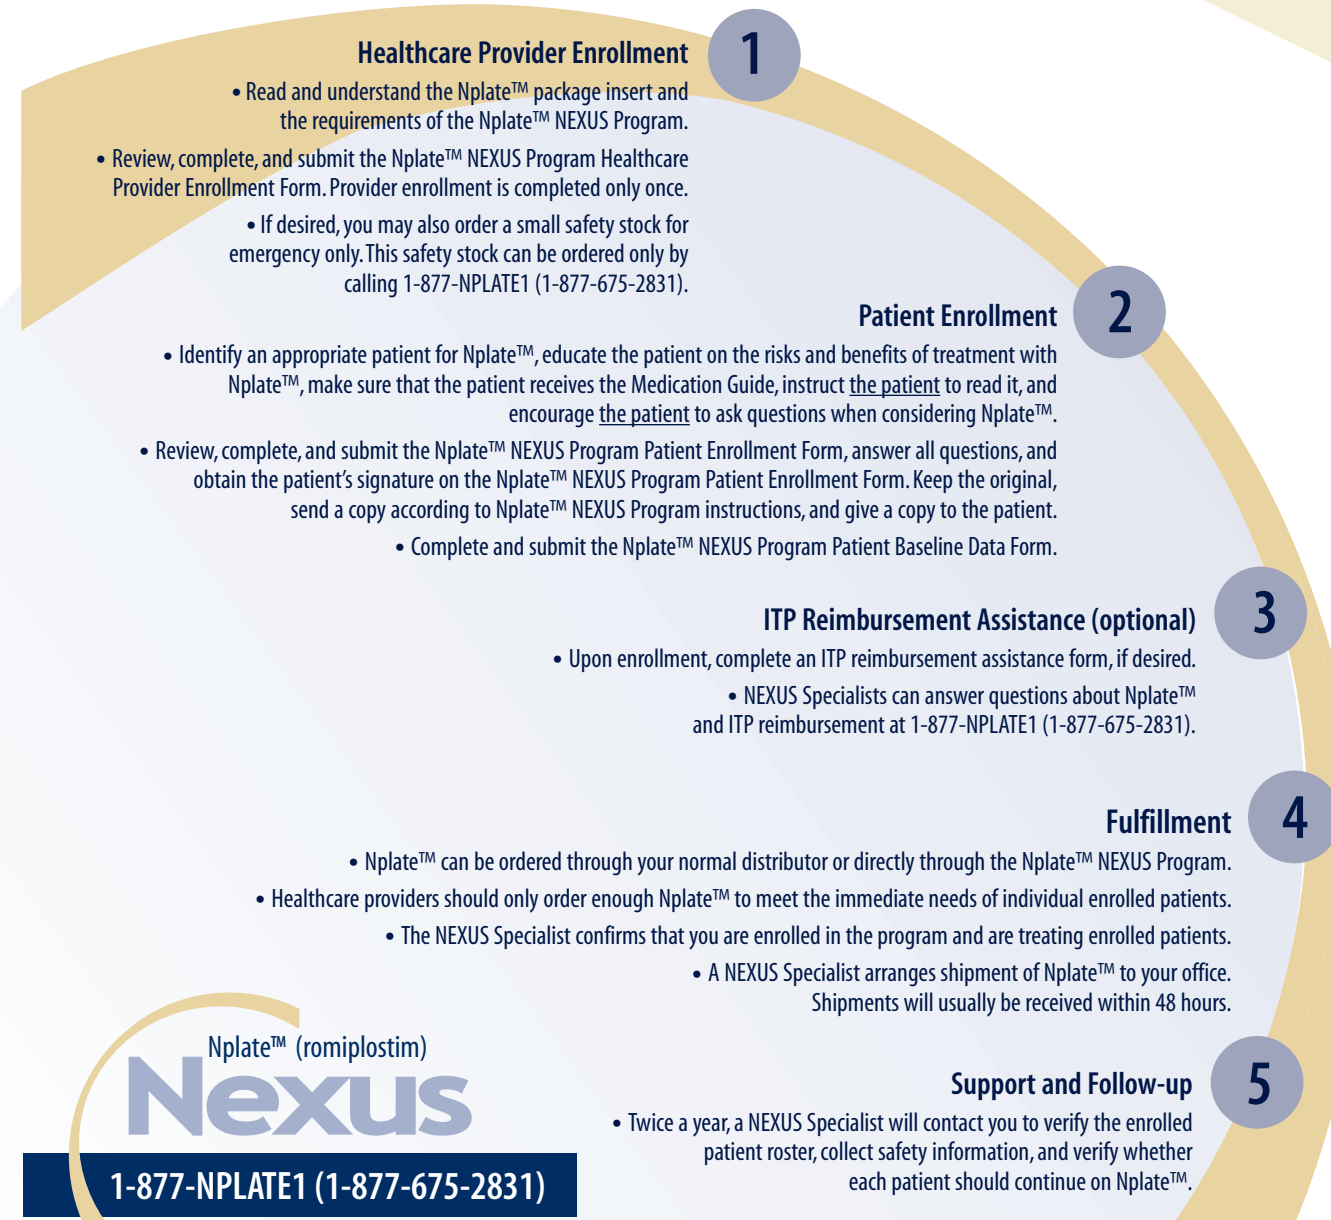 Healthcare Provider Enrollment
1
• Read and understand the Nplate™ package insert and
the requirements of the Nplate™ NEXUS Program.
• Review, complete, and submit the Nplate™ NEXUS Program Healthcare
Provider Enrollment Form. Provider enrollment is completed only once.
• If desired, you may also order a small safety stock for
emergency only. This safety stock can be ordered only by
calling 1-877-NPLATE1 (1-877-675-2831).
Patient Enrollment
2
• Identify an appropriate patient for Nplate™, educate the patient on the risks and benefits of treatment with
Nplate™, make sure that the patient receives the Medication Guide, instruct the patient to read it, and
encourage the patient to ask questions when considering Nplate™.
• Review, complete, and submit the Nplate™ NEXUS Program Patient Enrollment Form, answer all questions, and
obtain the patient's signature on the Nplate™ NEXUS Program Patient Enrollment Form. Keep the original,
send a copy according to Nplate™ NEXUS Program instructions, and give a copy to the patient.
• Complete and submit the Nplate™ NEXUS Program Patient Baseline Data Form.
ITP Reimbursement Assistance (optional)
3
• Upon enrollment, complete an ITP reimbursement assistance form, if desired.
• NEXUS Specialists can answer questions about Nplate™
and ITP reimbursement at 1-877-NPLATE1 (1-877-675-2831).
Fulfillment
4
• Nplate™ can be ordered through your normal distributor or directly through the Nplate™ NEXUS Program.
• Healthcare providers should only order enough Nplate™ to meet the immediate needs of individual enrolled patients.
• The NEXUS Specialist confirms that you are enrolled in the program and are treating enrolled patients.
• A NEXUS Specialist arranges shipment of Nplate™ to your office.
Shipments will usually be received within 48 hours.
Support and Follow-up
5
• Twice a year, a NEXUS Specialist will contact you to verify the enrolled
patient roster, collect safety information, and verify whether
each patient should continue on Nplate™.
Nplate™ (romiplostim)
Nexus
1-877-NPLATE1 (1-877-675-2831)